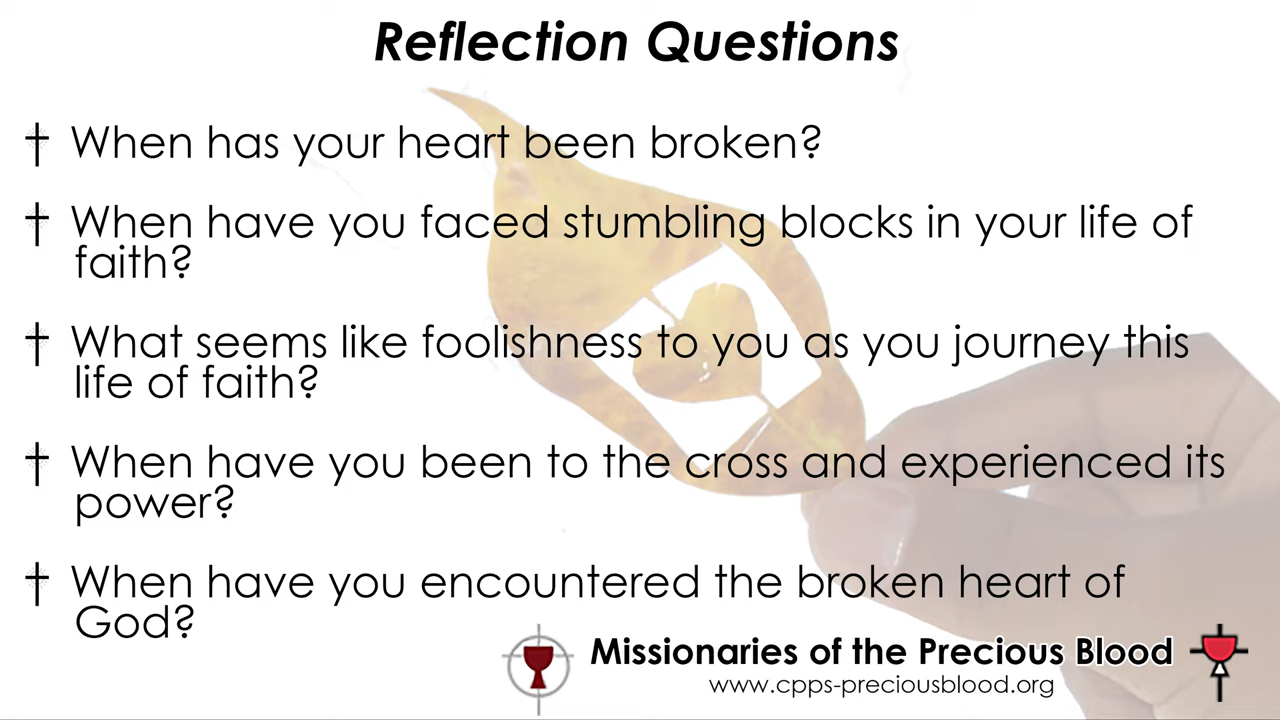 Reflection Questions
† When has your heart been broken?
† When have you faced stumbling blocks in your life of
faith?
† What seems like foolishness to you as you journey this
life of faith?
† When have you been to the cross and experienced its
power?
† When have you encountered the broken heart of
God?
Missionaries of the Precious Blood
www.cpps-preciousblood.org